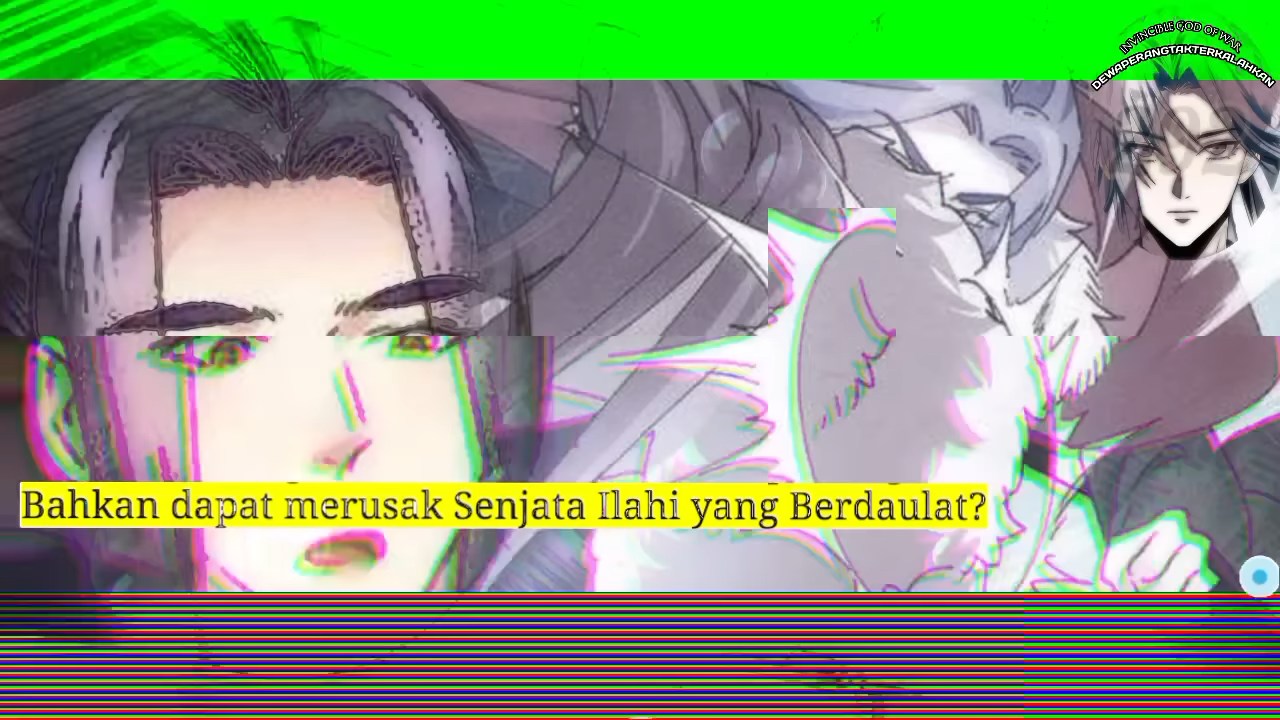 INVINCIBLE GOD OF WAR
DEWAPERANGTAKTERKALAHKAN
Bahkan dapat merusak Senjata Ilahi yang Berdaulat?